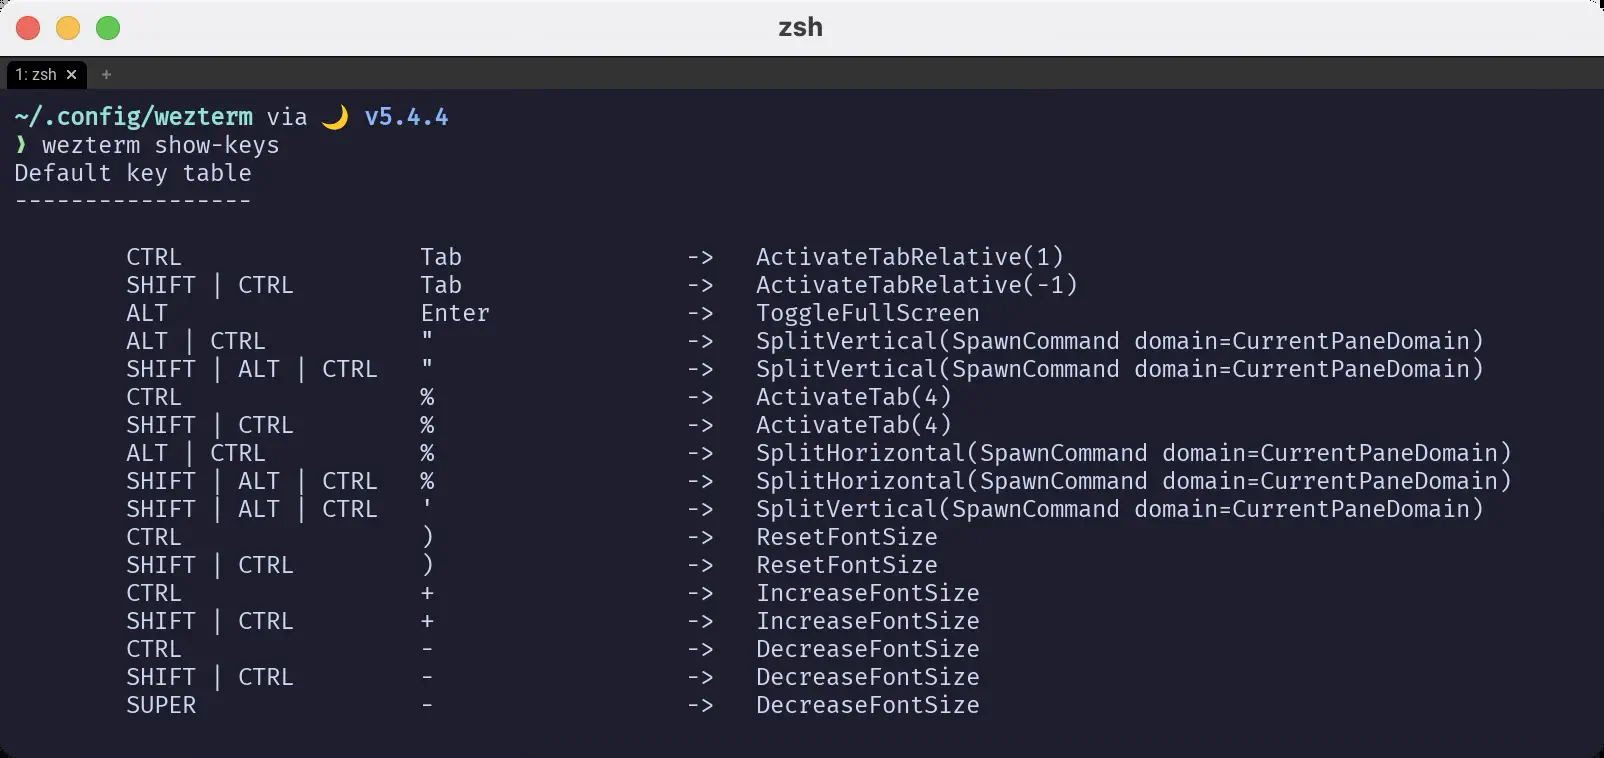 zsh
1: zsh × +
~/.config/wezterm via 🌙 v5.4.4
❯ wezterm show-keys
Default key table
-----------------
CTRL Tab -> ActivateTabRelative(1)
SHIFT | CTRL Tab -> ActivateTabRelative(-1)
ALT Enter -> ToggleFullScreen
ALT | CTRL " -> SplitVertical(SpawnCommand domain=CurrentPaneDomain)
SHIFT | ALT | CTRL " -> SplitVertical(SpawnCommand domain=CurrentPaneDomain)
CTRL % -> ActivateTab(4)
SHIFT | CTRL % -> ActivateTab(4)
ALT | CTRL % -> SplitHorizontal(SpawnCommand domain=CurrentPaneDomain)
SHIFT | ALT | CTRL % -> SplitHorizontal(SpawnCommand domain=CurrentPaneDomain)
SHIFT | ALT | CTRL ' -> SplitVertical(SpawnCommand domain=CurrentPaneDomain)
CTRL ) -> ResetFontSize
SHIFT | CTRL ) -> ResetFontSize
CTRL + -> IncreaseFontSize
SHIFT | CTRL + -> IncreaseFontSize
CTRL - -> DecreaseFontSize
SHIFT | CTRL - -> DecreaseFontSize
SUPER - -> DecreaseFontSize